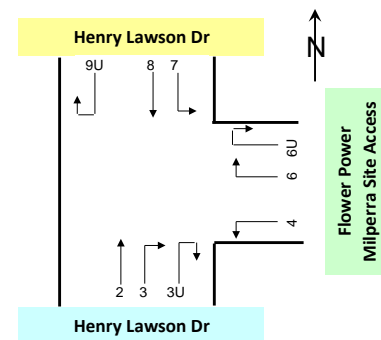 Henry Lawson Dr
N
9U 8 7
6U
6
4
Flower Power
Milperra Site Access
2 3 3U
Henry Lawson Dr